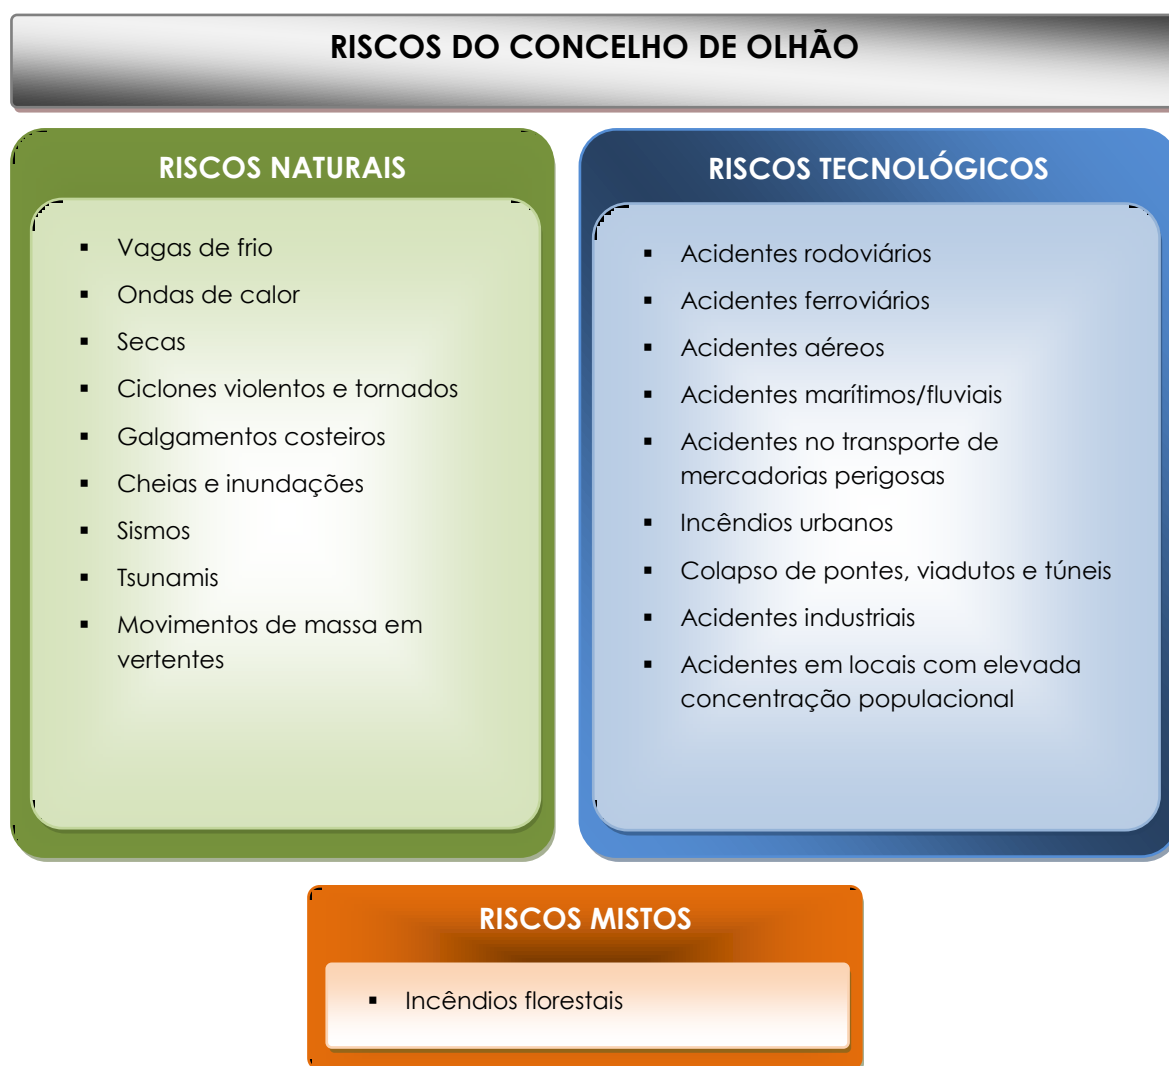 RISCOS DO CONCELHO DE OLHÃO
RISCOS NATURAIS
▪ Vagas de frio
▪ Ondas de calor
▪ Secas
▪ Ciclones violentos e tornados
▪ Galgamentos costeiros
▪ Cheias e inundações
▪ Sismos
▪ Tsunamis
▪ Movimentos de massa em
vertentes
RISCOS TECNOLÓGICOS
▪ Acidentes rodoviários
▪ Acidentes ferroviários
▪ Acidentes aéreos
▪ Acidentes marítimos/fluviais
▪ Acidentes no transporte de
mercadorias perigosas
▪ Incêndios urbanos
▪ Colapso de pontes, viadutos e túneis
▪ Acidentes industriais
▪ Acidentes em locais com elevada
concentração populacional
RISCOS MISTOS
▪ Incêndios florestais